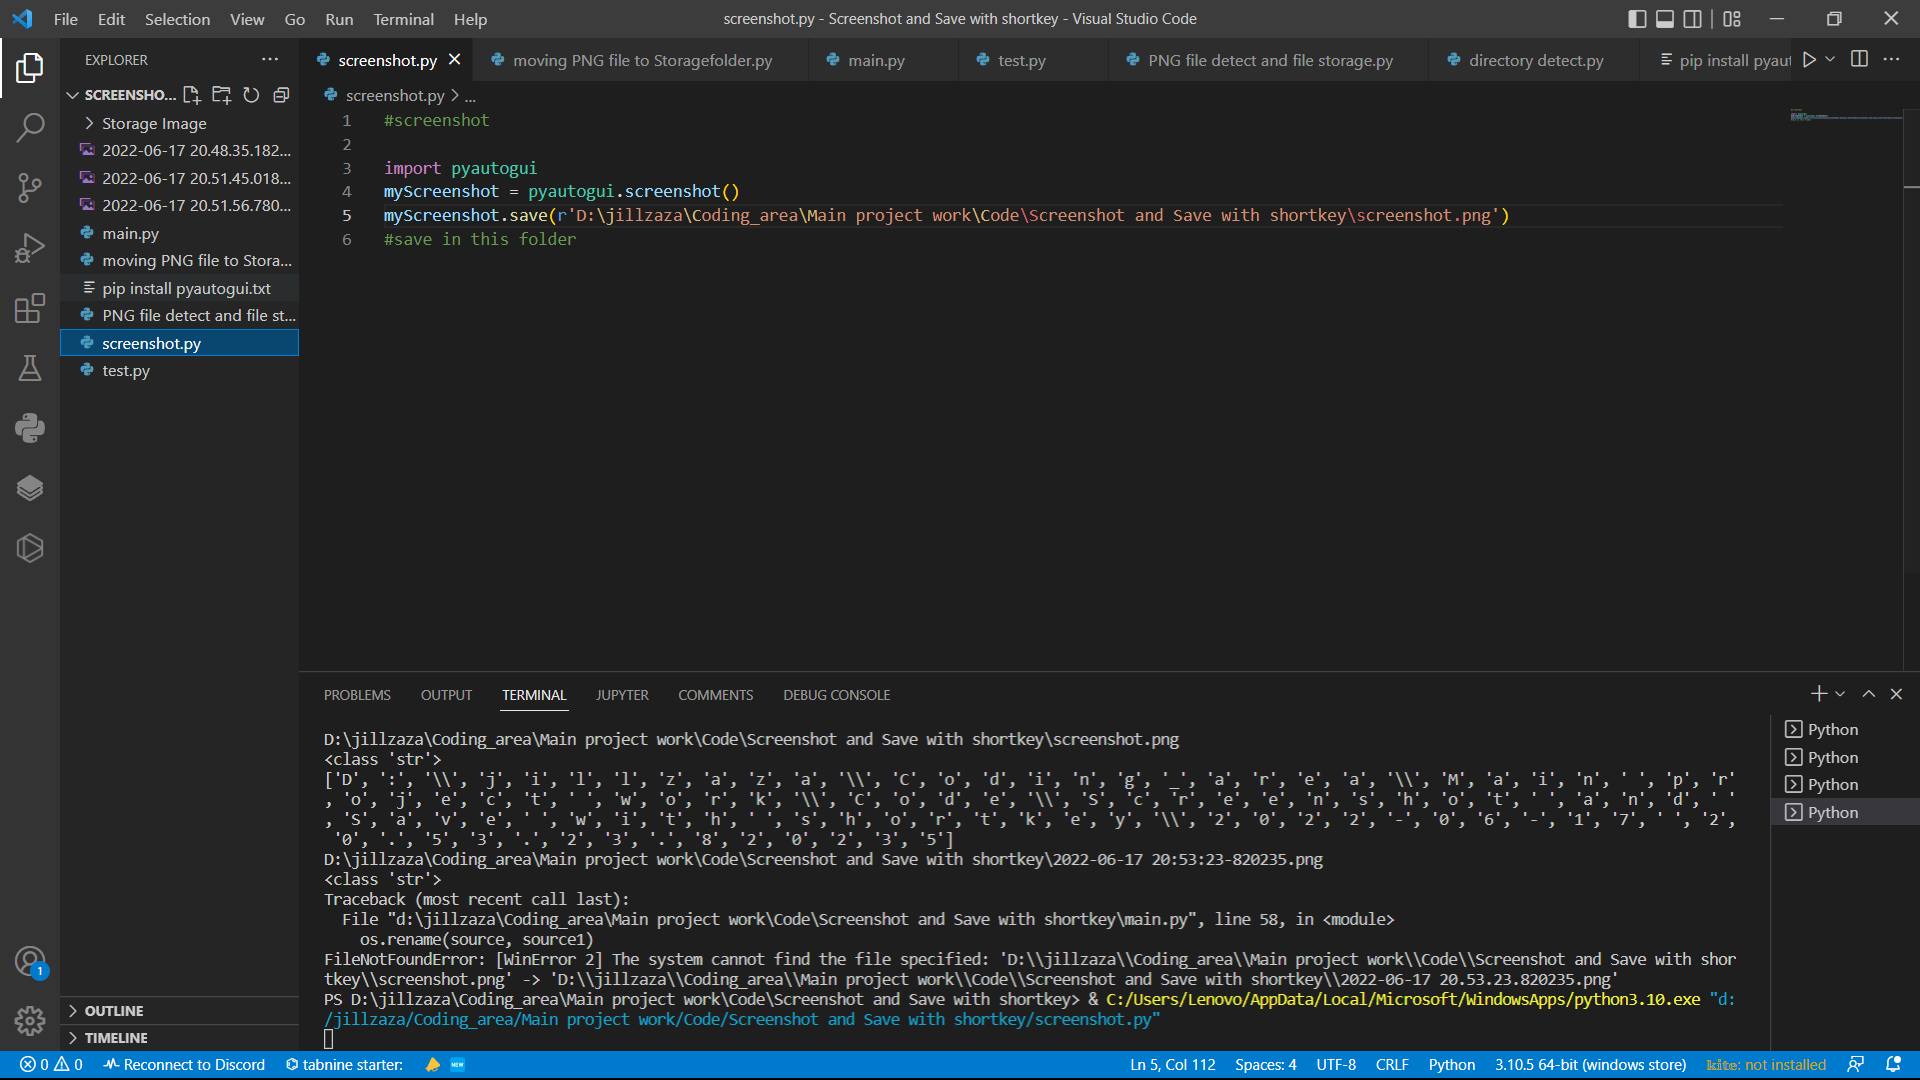 File Edit Selection View Go Run Terminal Help
screenshot.py - Screenshot and Save with shortkey - Visual Studio Code
EXPLORER
screenshot.py
moving PNG file to Storagefolder.py
main.py
test.py
PNG file detect and file storage.py
directory detect.py
pip install pyaut
SCREENSHO...
Storage Image
2022-06-17 20.48.35.182...
2022-06-17 20.51.45.018...
2022-06-17 20.51.56.780...
main.py
moving PNG file to Stora...
pip install pyautogui.txt
PNG file detect and file st...
screenshot.py
test.py
OUTLINE
TIMELINE
screenshot.py > ...
1 #screenshot
2
3 import pyautogui
4 myScreenshot = pyautogui.screenshot()
5 myScreenshot.save(r'D:\jillzaza\Coding_area\Main project work\Code\Screenshot and Save with shortkey\screenshot.png')
6 #save in this folder
PROBLEMS OUTPUT TERMINAL JUPYTER COMMENTS DEBUG CONSOLE
D:\jillzaza\Coding_area\Main project work\Code\Screenshot and Save with shortkey\screenshot.png
<class 'str'>
['D', ':', '\\', 'j', 'i', 'l', 'l', 'z', 'a', 'z', 'a', '\\', 'C', 'o', 'd', 'i', 'n', 'g', '_', 'a', 'r', 'e', 'a', '\\', 'M', 'a', 'i', 'n', ' ', 'p', 'r'
, 'o', 'j', 'e', 'c', 't', ' ', 'w', 'o', 'r', 'k', '\\', 'C', 'o', 'd', 'e', '\\', 'S', 'c', 'r', 'e', 'e', 'n', 's', 'h', 'o', 't', ' ', 'a', 'n', 'd', ' '
, 'S', 'a', 'v', 'e', ' ', 'w', 'i', 't', 'h', ' ', 's', 'h', 'o', 'r', 't', 'k', 'e', 'y', '\\', '2', '0', '2', '2', '-', '0', '6', '-', '1', '7', ' ', '2',
'0', '.', '5', '3', '.', '2', '3', '.', '8', '2', '0', '2', '3', '5']
D:\jillzaza\Coding_area\Main project work\Code\Screenshot and Save with shortkey\2022-06-17 20:53:23-820235.png
<class 'str'>
Traceback (most recent call last):
File "d:\jillzaza\Coding_area\Main project work\Code\Screenshot and Save with shortkey\main.py", line 58, in <module>
os.rename(source, source1)
FileNotFoundError: [WinError 2] The system cannot find the file specified: 'D:\\jillzaza\\Coding_area\\Main project work\\Code\\Screenshot and Save with shor
tkey\\screenshot.png' -> 'D:\\jillzaza\\Coding_area\\Main project work\\Code\\Screenshot and Save with shortkey\\2022-06-17 20.53.23.820235.png'
PS D:\jillzaza\Coding_area\Main project work\Code\Screenshot and Save with shortkey> & C:/Users/Lenovo/AppData/Local/Microsoft/WindowsApps/python3.10.exe "d:
/jillzaza/Coding_area/Main project work/Code/Screenshot and Save with shortkey/screenshot.py"
Python
Python
Python
Python
1
0 0 Reconnect to Discord tabnine starter: NEW Ln 5, Col 112 Spaces: 4 UTF-8 CRLF Python 3.10.5 64-bit (windows store) kite: not installed